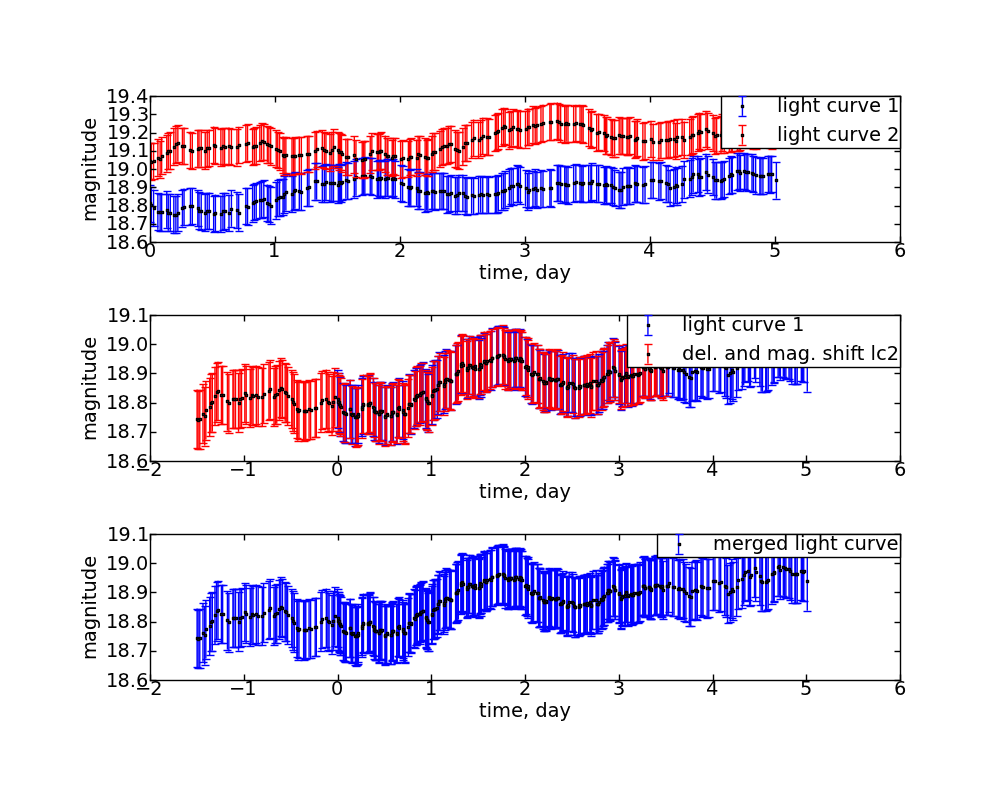 19.4
19.3
19.2
19.1
19.0
18.9
18.8
18.7
18.6
magnitude
light curve 1
light curve 2
0 1 2 3 4 5 6
time, day
19.1
19.0
18.9
18.8
18.7
18.6
magnitude
light curve 1
del. and mag. shift lc2
−2 −1 0 1 2 3 4 5 6
time, day
19.1
19.0
18.9
18.8
18.7
18.6
magnitude
merged light curve
−2 −1 0 1 2 3 4 5 6
time, day